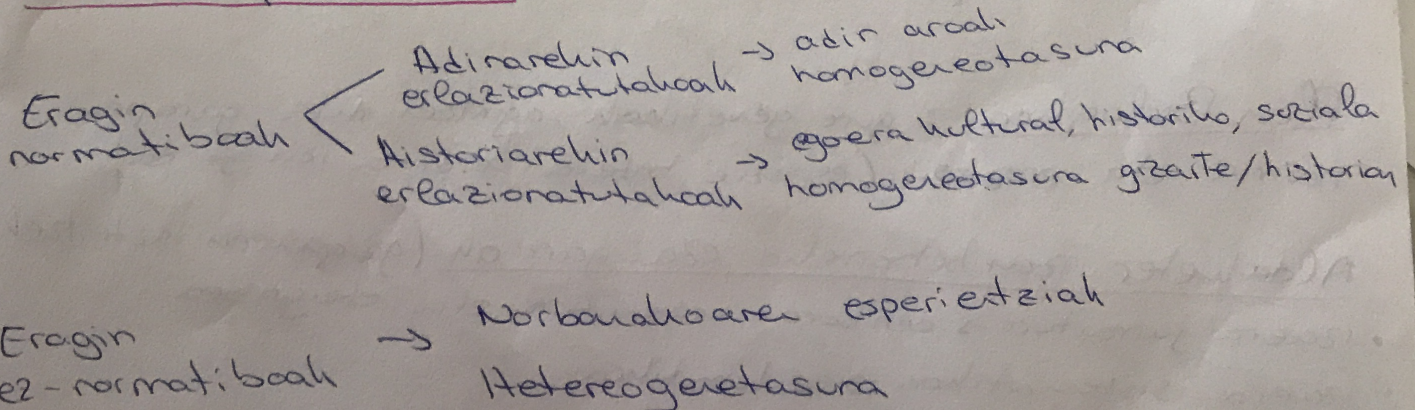 Adinarekin → adin aroak
erlazionatutakoak homogeneotasuna
Eragin
normatiboak
Historiarekin → egoera kultural, historiko, soziala
erlazionatutakoak homogeneotasuna gizarte/historian
Eragin → Norbanakoaren esperientziak
ez-normatiboak Hetereogenetasuna